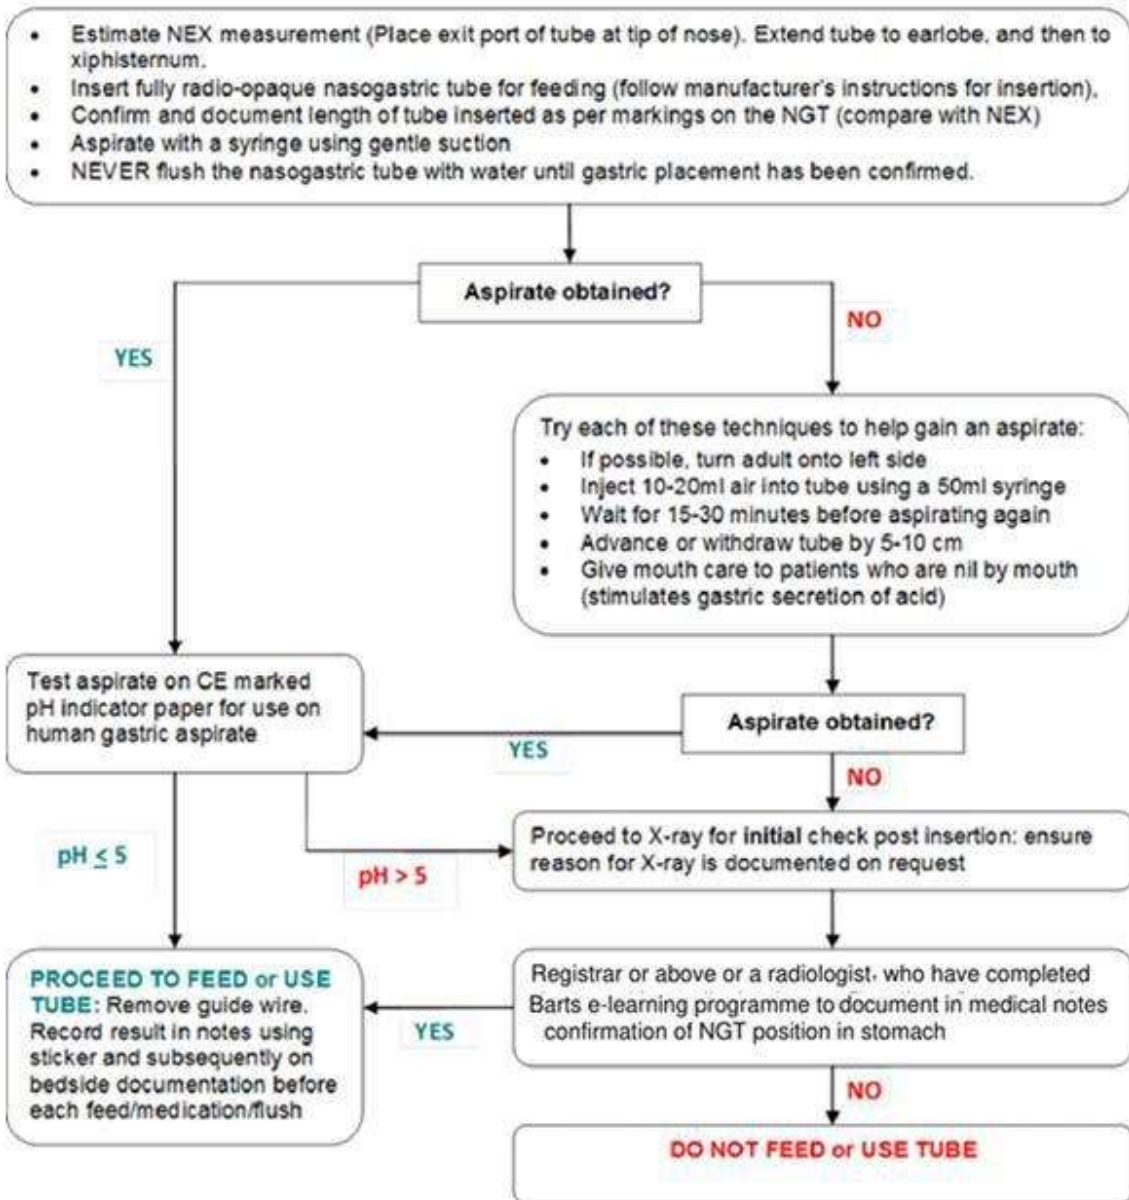 • Estimate NEX measurement (Place exit port of tube at tip of nose). Extend tube to earlobe, and then to
xiphisternum.
• Insert fully radio-opaque nasogastric tube for feeding (follow manufacturer's instructions for insertion),
• Confirm and document length of tube inserted as per markings on the NGT (compare with NEX)
• Aspirate with a syringe using gentle suction
• NEVER flush the nasogastric tube with water until gastric placement has been confirmed.
Aspirate obtained?
YES
NO
Try each of these techniques to help gain an aspirate:
• If possible, turn adult onto left side
• Inject 10-20ml air into tube using a 50ml syringe
• Wait for 15-30 minutes before aspirating again
• Advance or withdraw tube by 5-10 cm
• Give mouth care to patients who are nil by mouth
(stimulates gastric secretion of acid)
Test aspirate on CE marked
pH indicator paper for use on
human gastric aspirate
Aspirate obtained?
YES
NO
pH ≤ 5
pH > 5
Proceed to X-ray for initial check post insertion: ensure
reason for X-ray is documented on request
PROCEED TO FEED or USE
TUBE: Remove guide wire.
Record result in notes using
sticker and subsequently on
bedside documentation before
each feed/medication/flush
YES
Registrar or above or a radiologist, who have completed
Barts e-learning programme to document in medical notes
confirmation of NGT position in stomach
NO
DO NOT FEED or USE TUBE